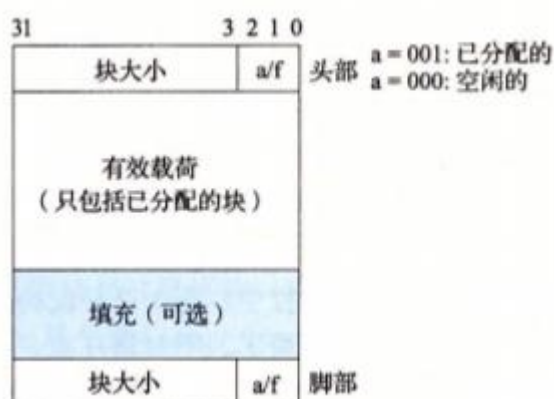 31 3 2 1 0
块大小 a/f 头部 a = 001: 已分配的
a = 000: 空闲的
有效载荷
（只包括已分配的块）
填充（可选）
块大小 a/f 脚部